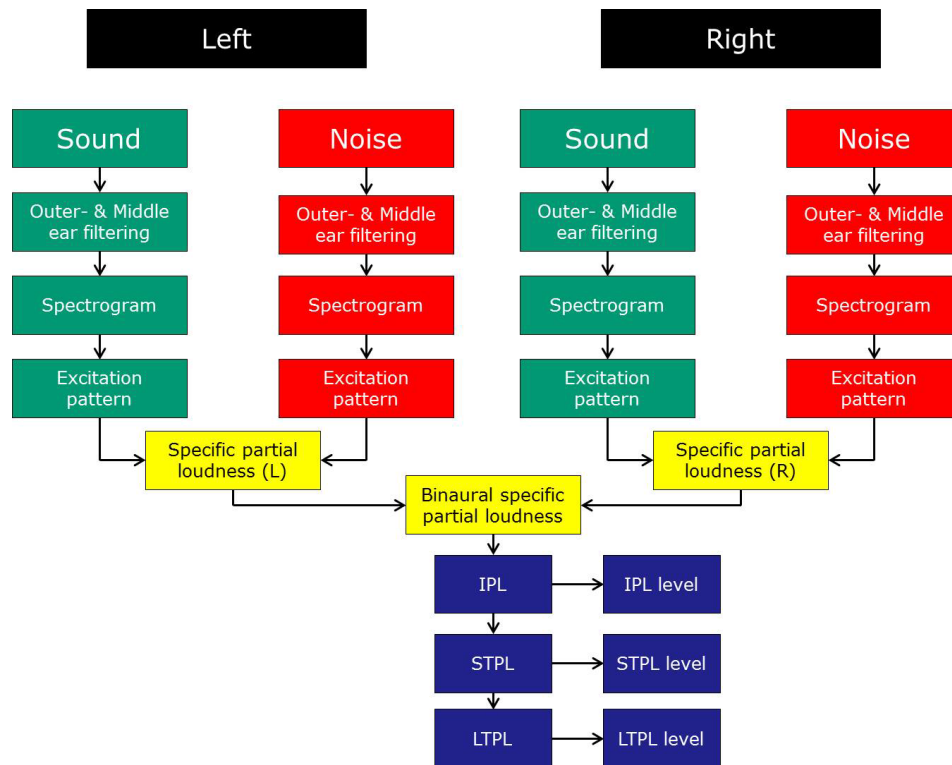 Left
Right
Sound
Noise
Sound
Noise
Outer- & Middle
ear filtering
Outer- & Middle
ear filtering
Outer- & Middle
ear filtering
Outer- & Middle
ear filtering
Spectrogram
Spectrogram
Spectrogram
Spectrogram
Excitation
pattern
Excitation
pattern
Excitation
pattern
Excitation
pattern
Specific partial
loudness (L)
Specific partial
loudness (R)
Binaural specific
partial loudness
IPL
IPL level
STPL
STPL level
LTPL
LTPL level